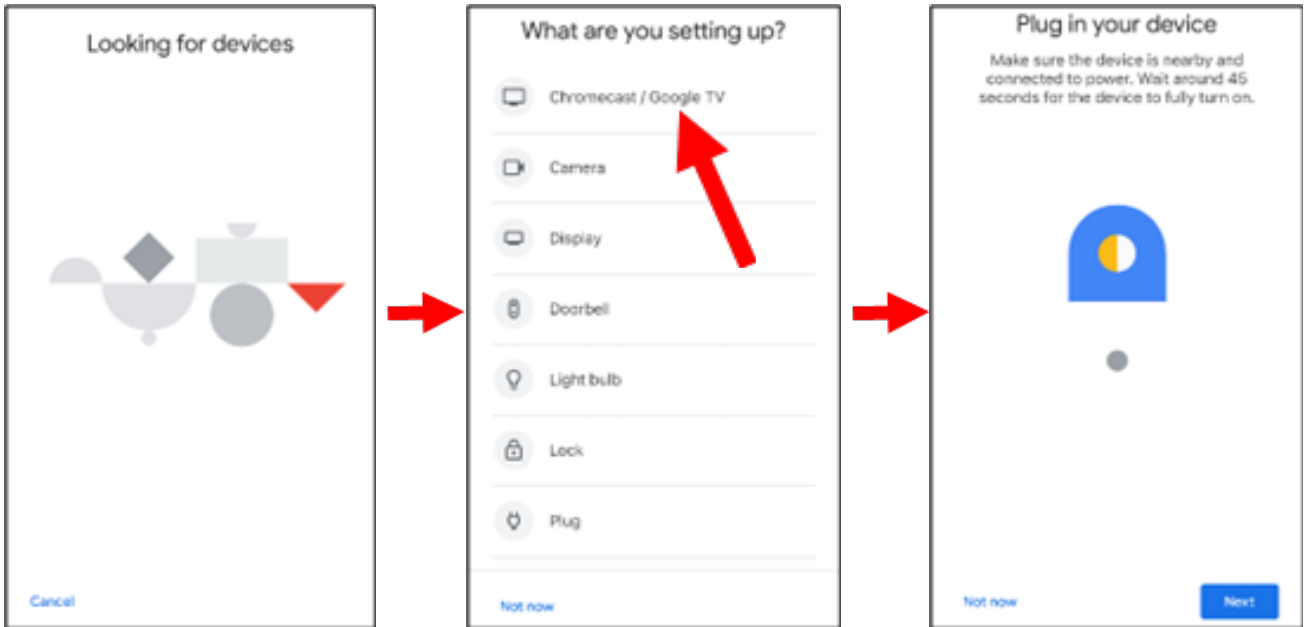 Looking for devices
Cancel
What are you setting up?
Chromecast / Google TV
Camera
Display
Doorbell
Light bulb
Lock
Plug
Not now
Plug in your device
Make sure the device is nearby and
connected to power. Wait around 45
seconds for the device to fully turn on.
Not now
Next